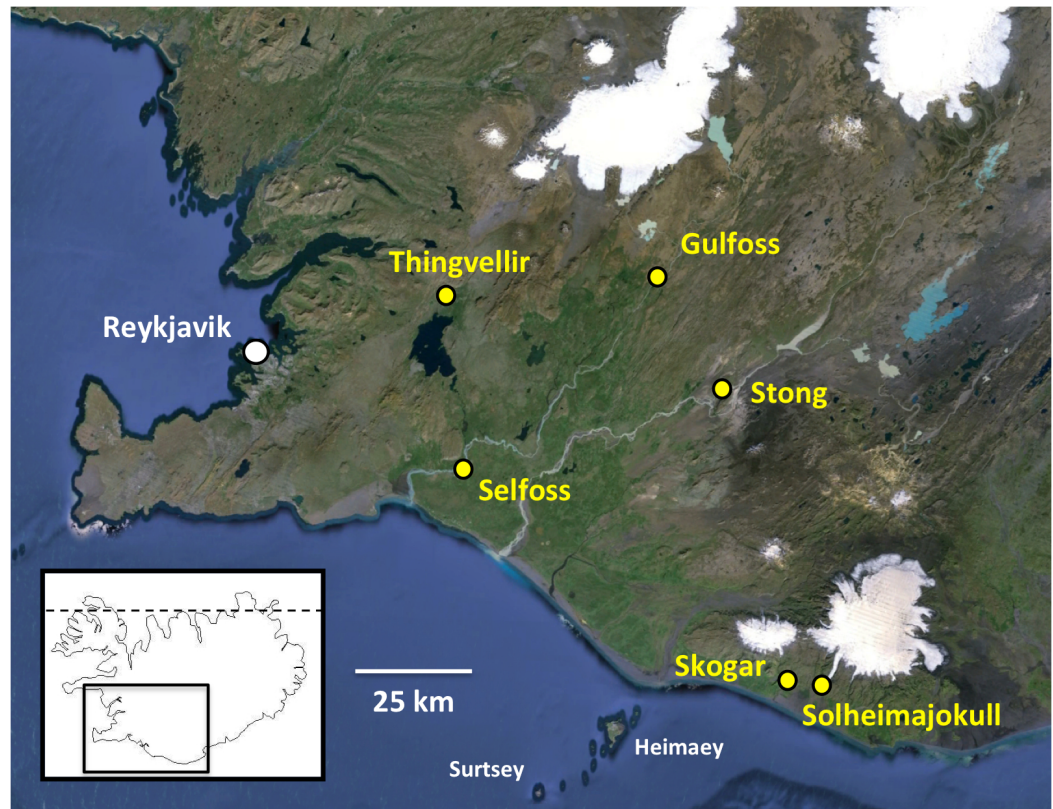 Gulfoss
Thingvellir
Reykjavik
Stong
Selfoss
Skogar
25 km
Solheimajokull
Heimaey
Surtsey